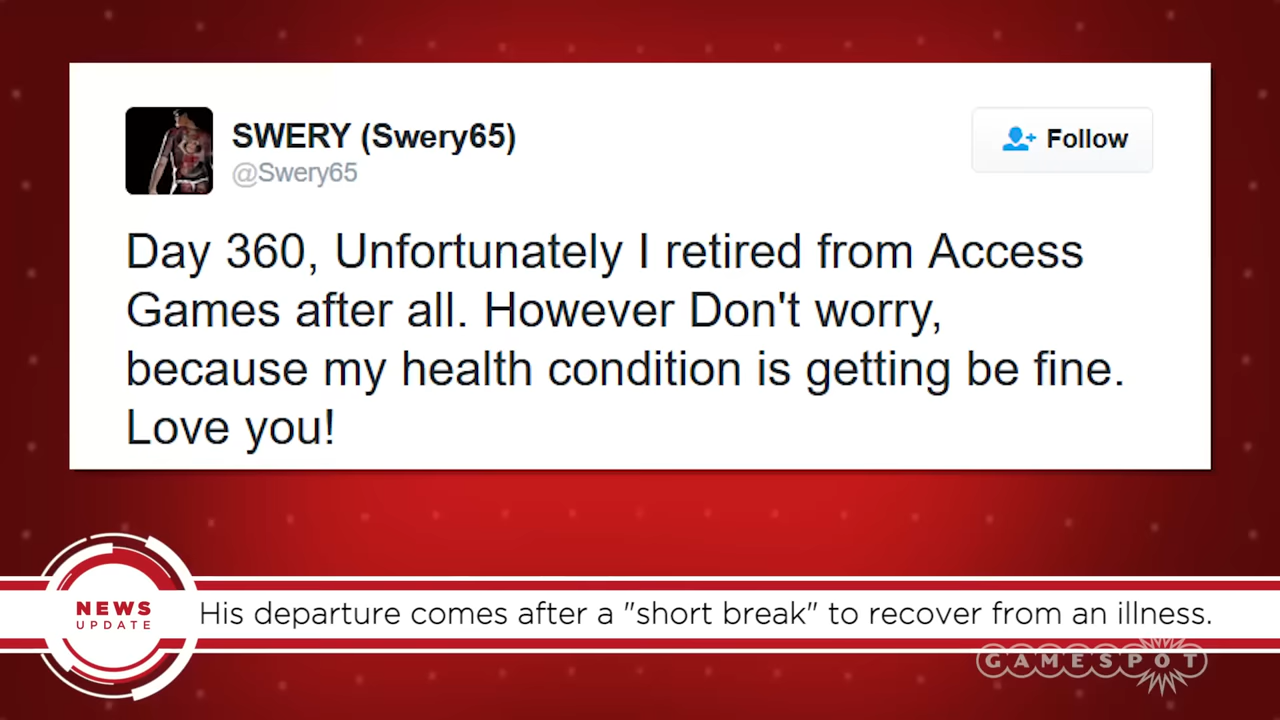 SWERY (Swery65)
@Swery65
Follow
Day 360, Unfortunately I retired from Access
Games after all. However Don't worry,
because my health condition is getting be fine.
Love you!
NEWS
UPDATE
His departure comes after a "short break" to recover from an illness.
GAMESPOT